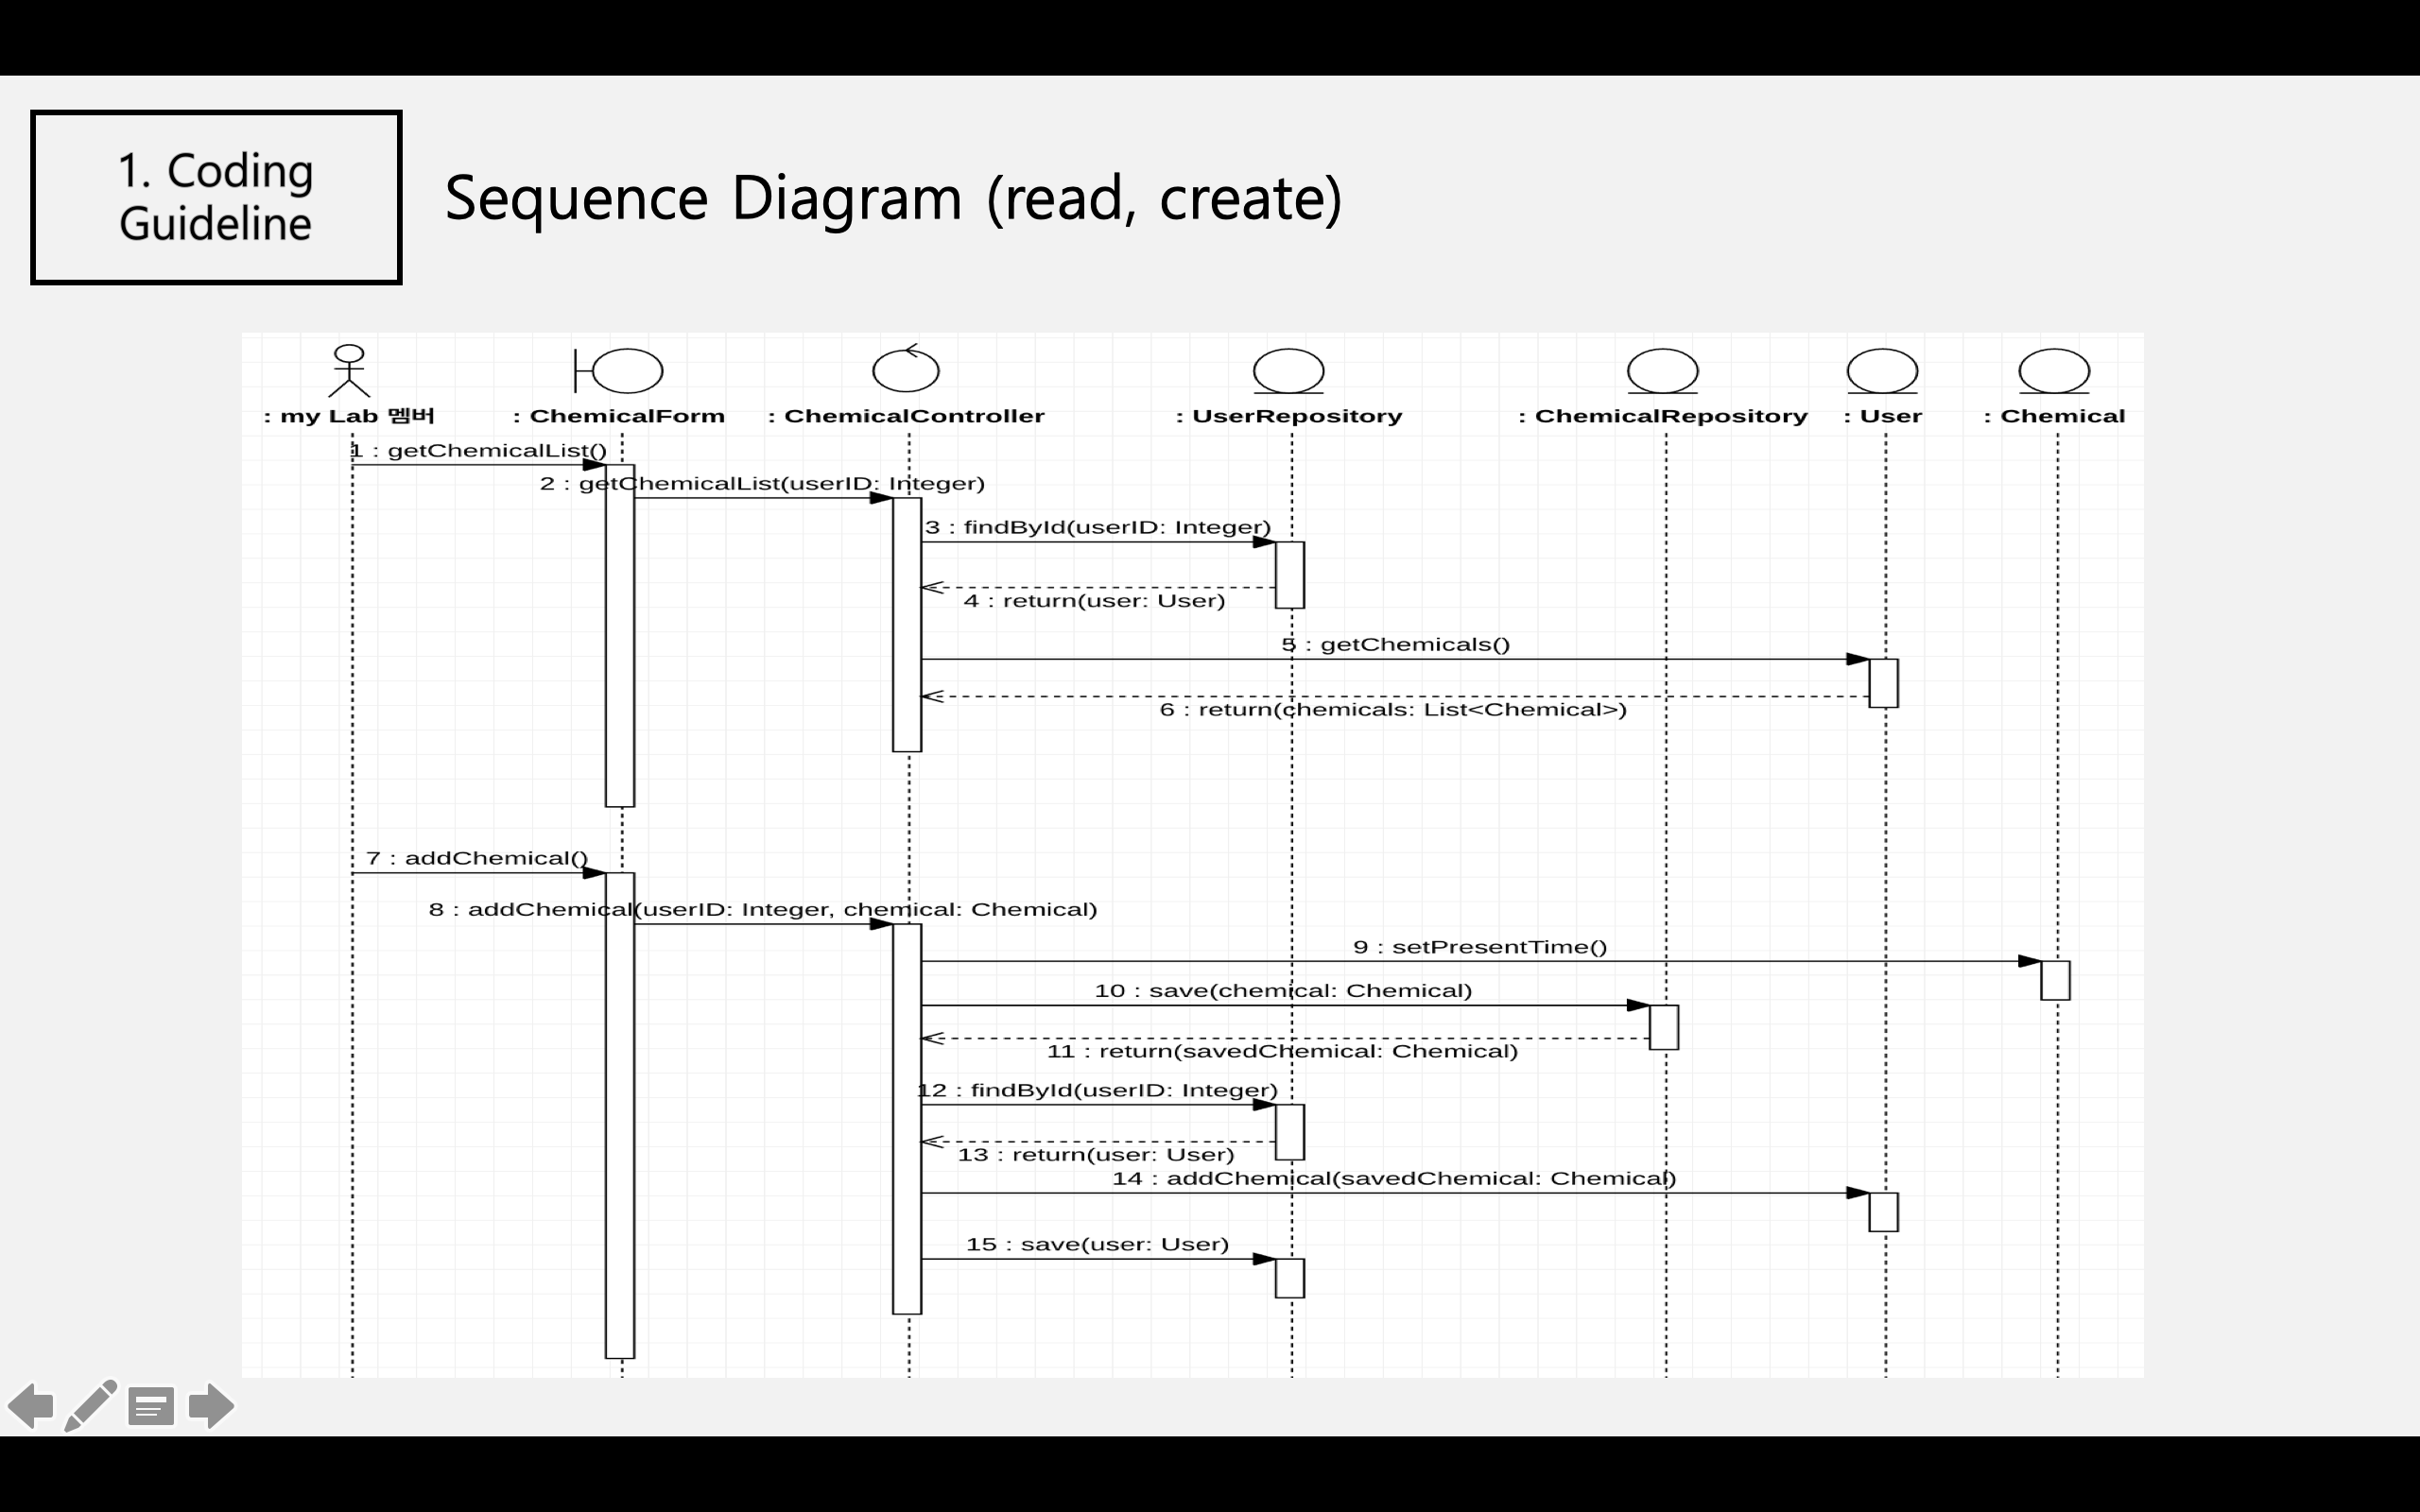 1. Coding
Guideline
Sequence Diagram (read, create)
: my Lab 멤버
: ChemicalForm
: ChemicalController
: UserRepository
: ChemicalRepository
: User
: Chemical
1 : getChemicalList()
2 : getChemicalList(userID: Integer)
3 : findById(userID: Integer)
4 : return(user: User)
5 : getChemicals()
6 : return(chemicals: List<Chemical>)
7 : addChemical()
8 : addChemical(userID: Integer, chemical: Chemical)
9 : setPresentTime()
10 : save(chemical: Chemical)
11 : return(savedChemical: Chemical)
12 : findById(userID: Integer)
13 : return(user: User)
14 : addChemical(savedChemical: Chemical)
15 : save(user: User)